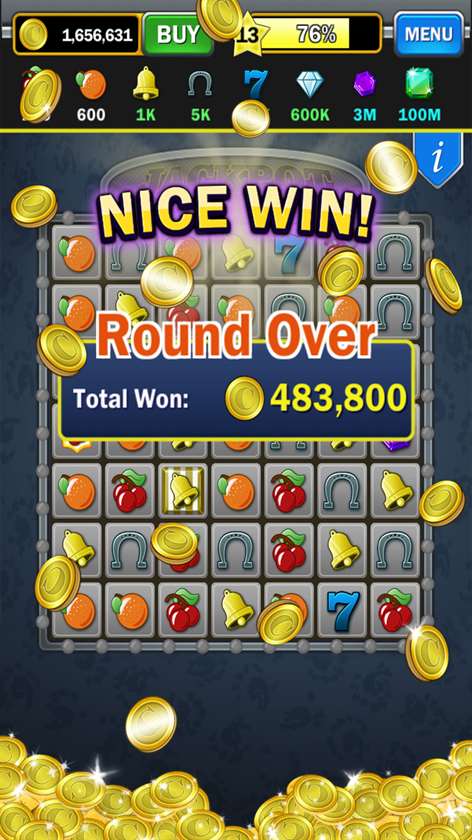 1,656,631
BUY
13
76%
MENU
600
1K
5K
600K
3M
100M
i
JACKPOT
NICE WIN!
Round Over
Total Won:
483,800